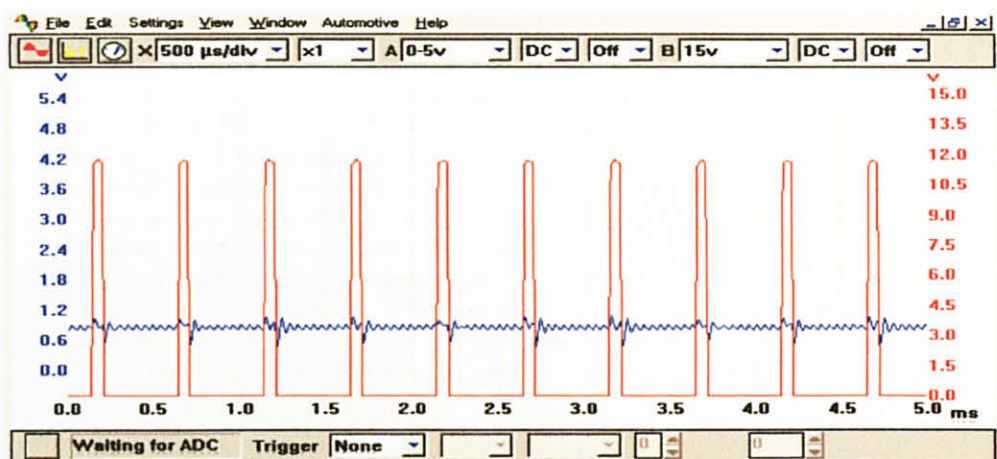 File Edit Settings View Window Automotive Help
X 500 µs/div x1 A 0-5v DC Off B 15v DC Off
V V
5.4 15.0
4.8 13.5
4.2 12.0
3.6 10.5
3.0 9.0
2.4 7.5
1.8 6.0
1.2 4.5
0.6 3.0
0.0 1.5
0.0
0.0 0.5 1.0 1.5 2.0 2.5 3.0 3.5 4.0 4.5 5.0 ms
Waiting for ADC Trigger None 0 0